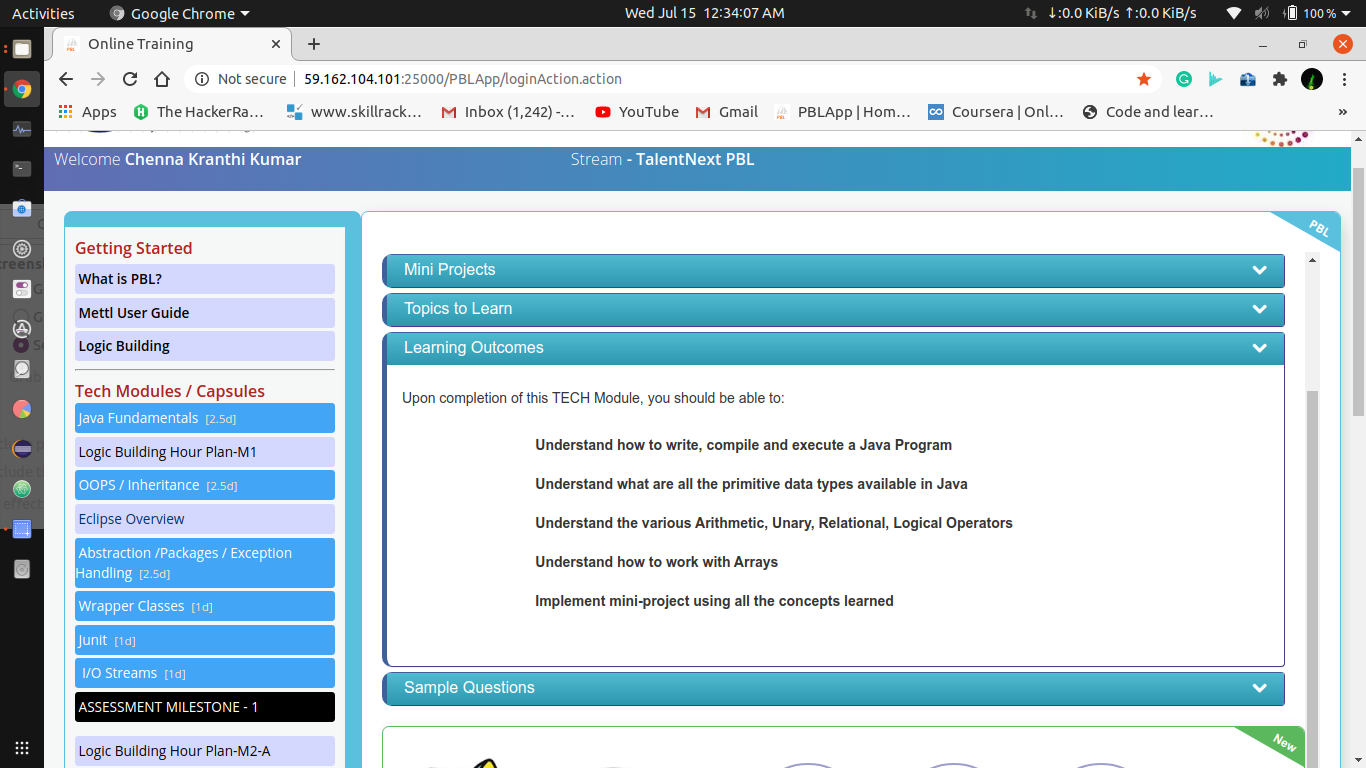 Activities
Google Chrome
Wed Jul 15 12:34:07 AM
↓:0.0 KiB/s ↑:0.0 KiB/s
100 %
Online Training
Not secure
59.162.104.101:25000/PBLApp/loginAction.action
Apps
The HackerRa...
www.skillrack...
Inbox (1,242) -...
YouTube
Gmail
PBLApp | Hom...
Coursera | Onl...
Code and lear...
»
Welcome Chenna Kranthi Kumar
Stream - TalentNext PBL
Getting Started
What is PBL?
Mettl User Guide
Logic Building
Tech Modules / Capsules
Java Fundamentals [2.5d]
Logic Building Hour Plan-M1
OOPS / Inheritance [2.5d]
Eclipse Overview
Abstraction /Packages / Exception
Handling [2.5d]
Wrapper Classes [1d]
Junit [1d]
I/O Streams [1d]
ASSESSMENT MILESTONE - 1
Logic Building Hour Plan-M2-A
PBL
Mini Projects
Topics to Learn
Learning Outcomes
Upon completion of this TECH Module, you should be able to:
Understand how to write, compile and execute a Java Program
Understand what are all the primitive data types available in Java
Understand the various Arithmetic, Unary, Relational, Logical Operators
Understand how to work with Arrays
Implement mini-project using all the concepts learned
Sample Questions
New